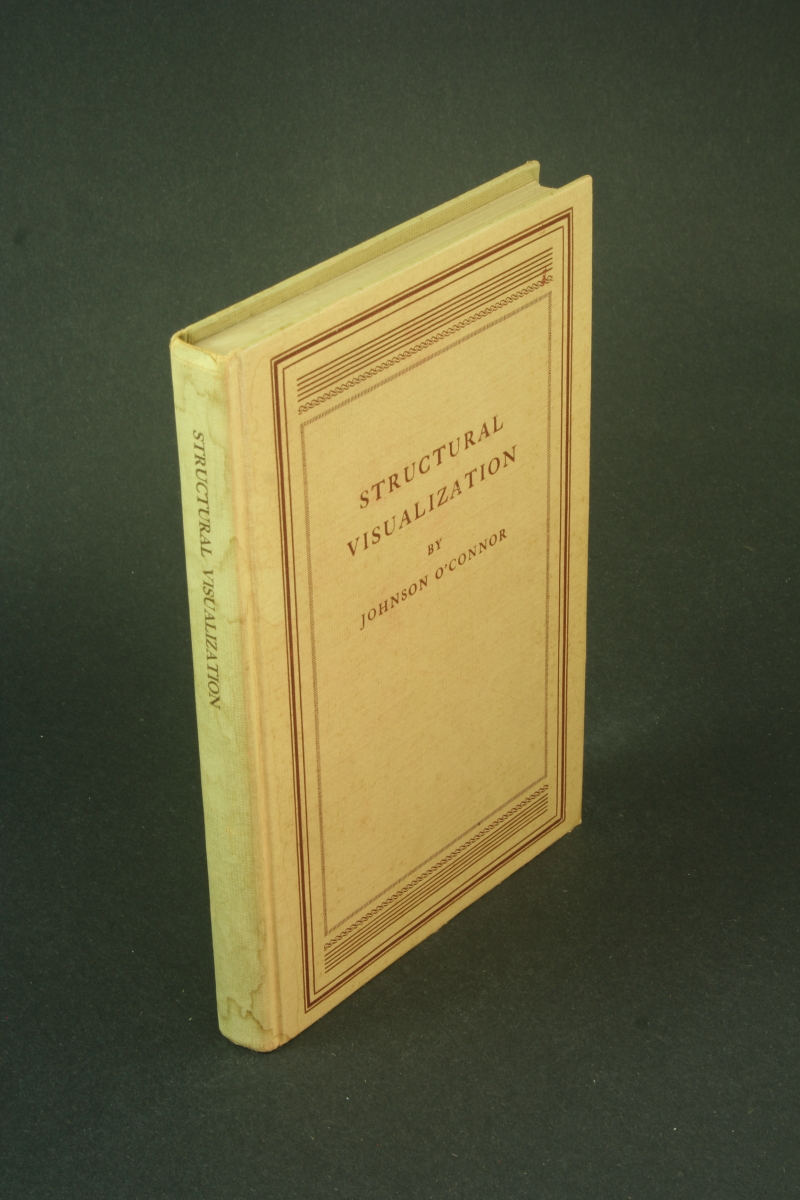 STRUCTURAL VISUALIZATION
STRUCTURAL
VISUALIZATION
BY
JOHNSON O'CONNOR